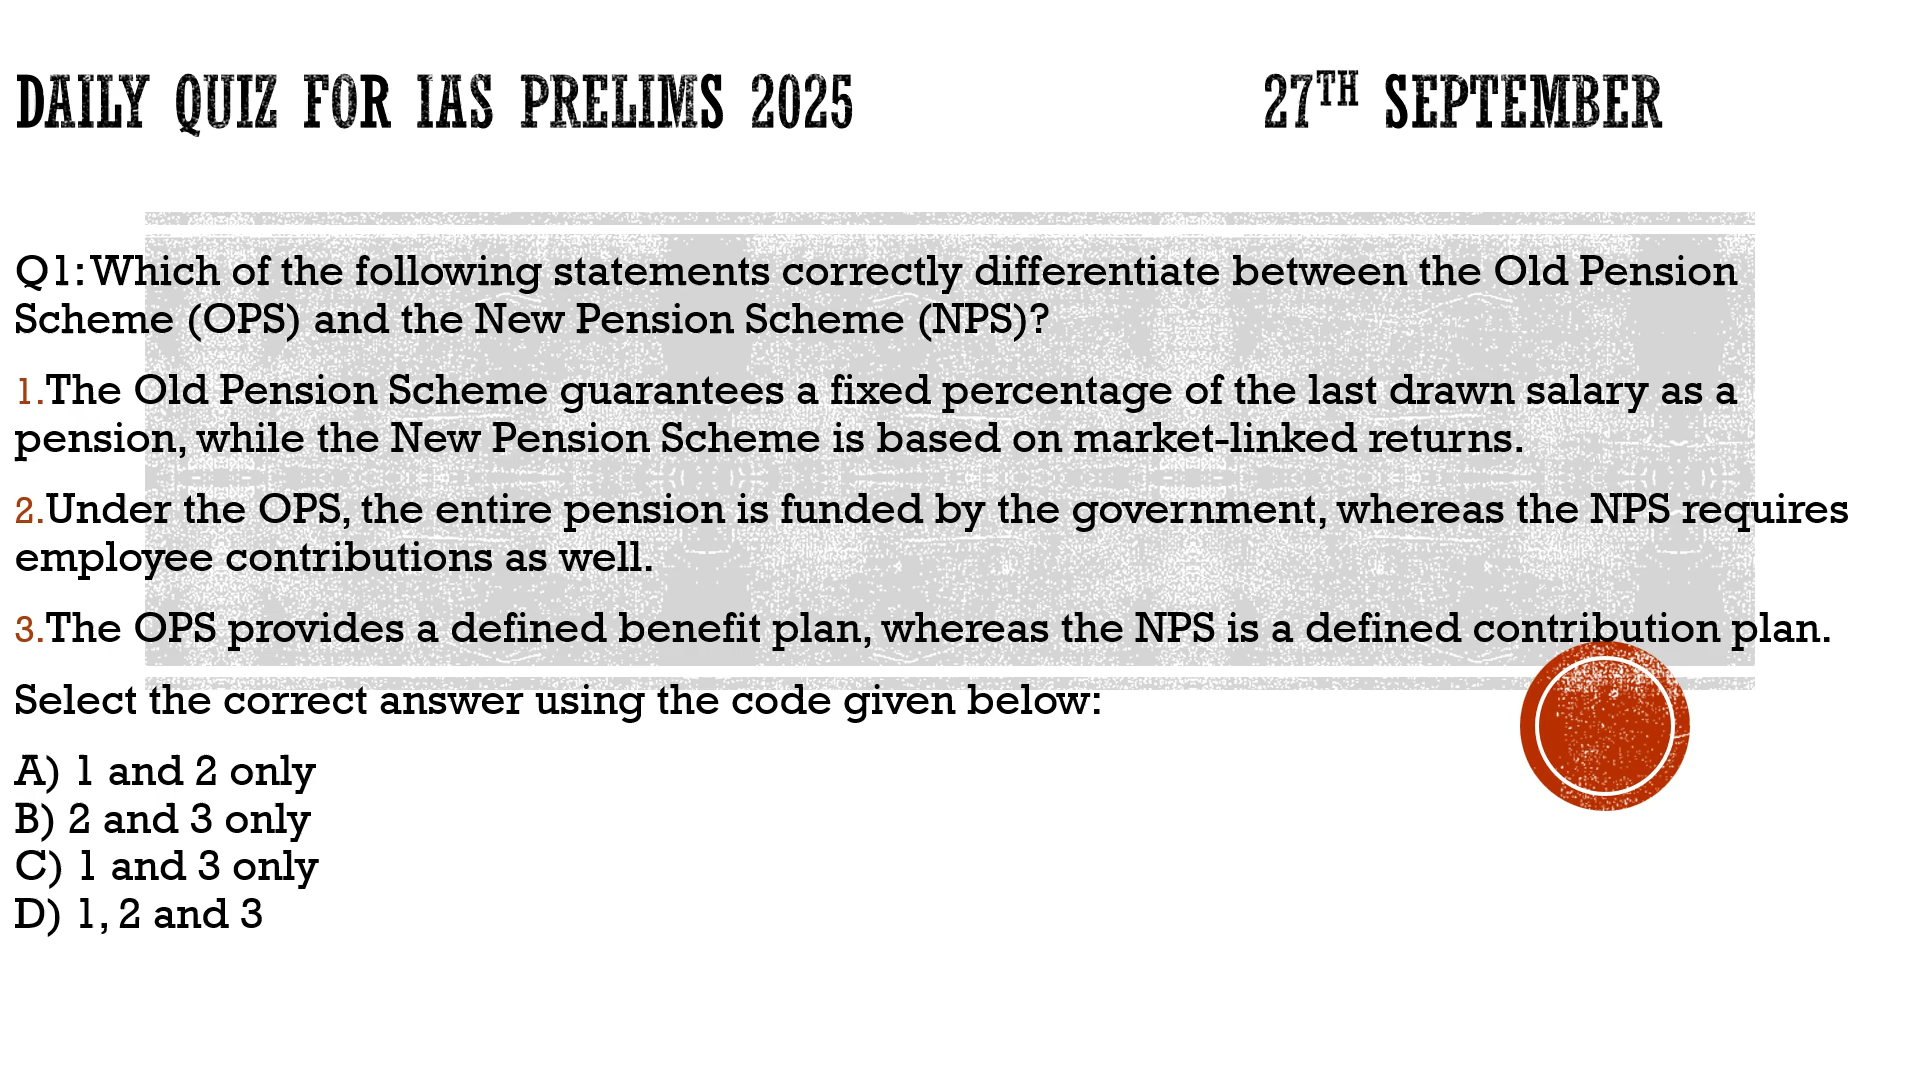 DAILY QUIZ FOR IAS PRELIMS 2025 27TH SEPTEMBER
Q1: Which of the following statements correctly differentiate between the Old Pension
Scheme (OPS) and the New Pension Scheme (NPS)?
1.The Old Pension Scheme guarantees a fixed percentage of the last drawn salary as a
pension, while the New Pension Scheme is based on market-linked returns.
2.Under the OPS, the entire pension is funded by the government, whereas the NPS requires
employee contributions as well.
3.The OPS provides a defined benefit plan, whereas the NPS is a defined contribution plan.
Select the correct answer using the code given below:
A) 1 and 2 only
B) 2 and 3 only
C) 1 and 3 only
D) 1, 2 and 3